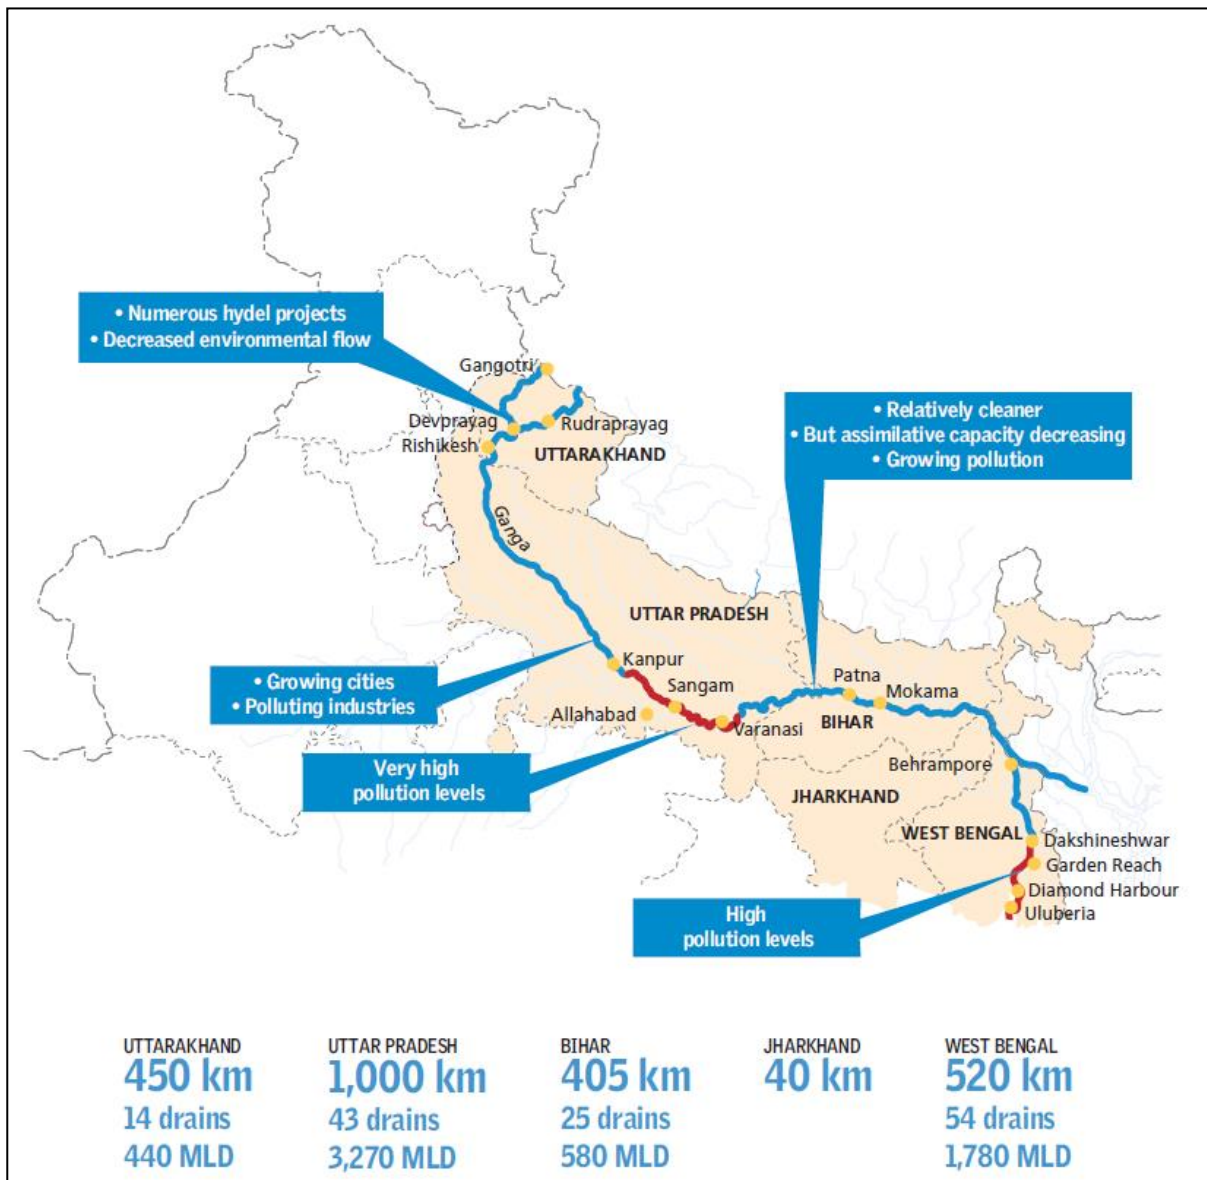 • Numerous hydel projects
• Decreased environmental flow
Gangotri
Devprayag
Rudraprayag
Rishikesh
UTTARAKHAND
• Relatively cleaner
• But assimilative capacity decreasing
• Growing pollution
Ganga
UTTAR PRADESH
• Growing cities
• Polluting industries
Kanpur
Sangam
Allahabad
Varanasi
Patna
Mokama
BIHAR
Very high
pollution levels
Behrampore
JHARKHAND
WEST BENGAL
Dakshineshwar
Garden Reach
Diamond Harbour
Uluberia
High
pollution levels
UTTARAKHAND
450 km
14 drains
440 MLD
UTTAR PRADESH
1,000 km
43 drains
3,270 MLD
BIHAR
405 km
25 drains
580 MLD
JHARKHAND
40 km
WEST BENGAL
520 km
54 drains
1,780 MLD